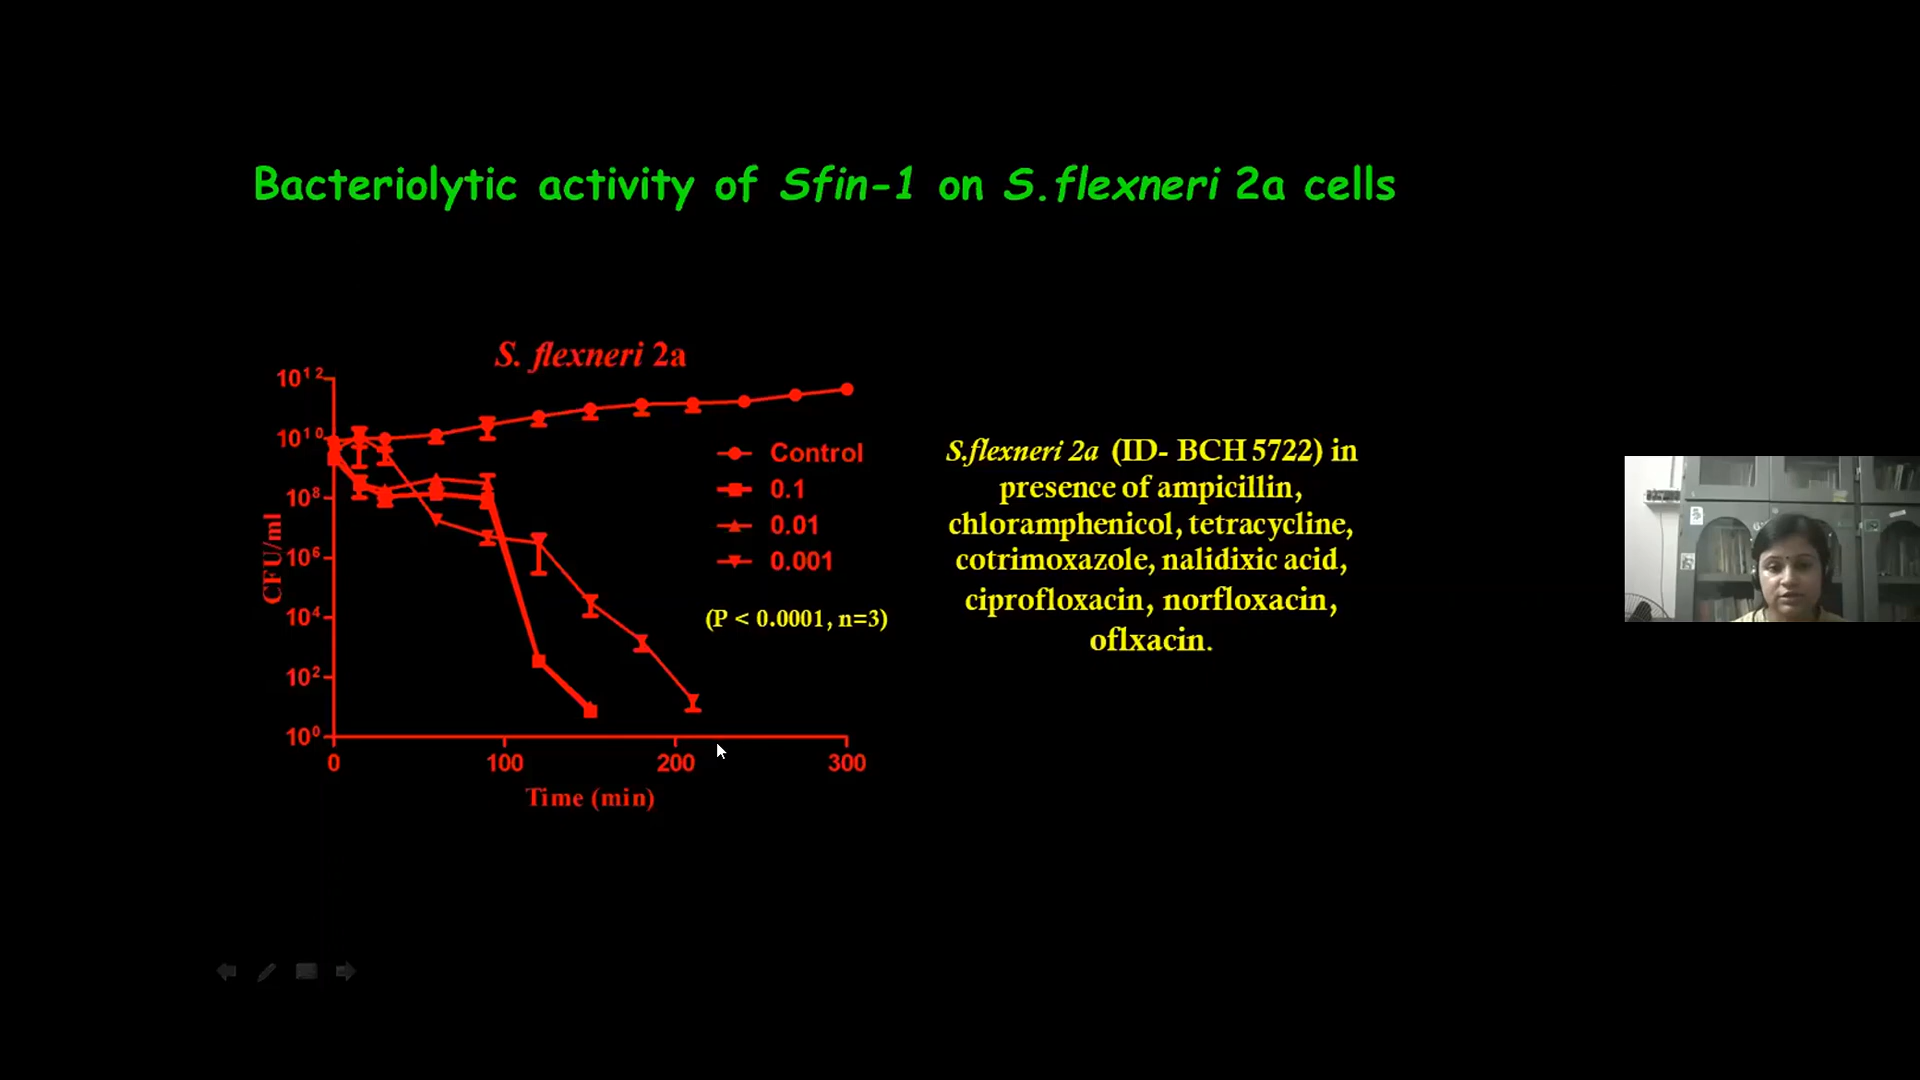 Bacteriolytic activity of Sfin-1 on S.flexneri 2a cells
S. flexneri 2a
10¹²
10¹⁰
10⁸
10⁶
10⁴
10²
10⁰
CFU/ml
0
100
200
300
Time (min)
Control
0.1
0.01
0.001
(P < 0.0001, n=3)
S.flexneri 2a (ID- BCH 5722) in
presence of ampicillin,
chloramphenicol, tetracycline,
cotrimoxazole, nalidixic acid,
ciprofloxacin, norfloxacin,
oflxacin.